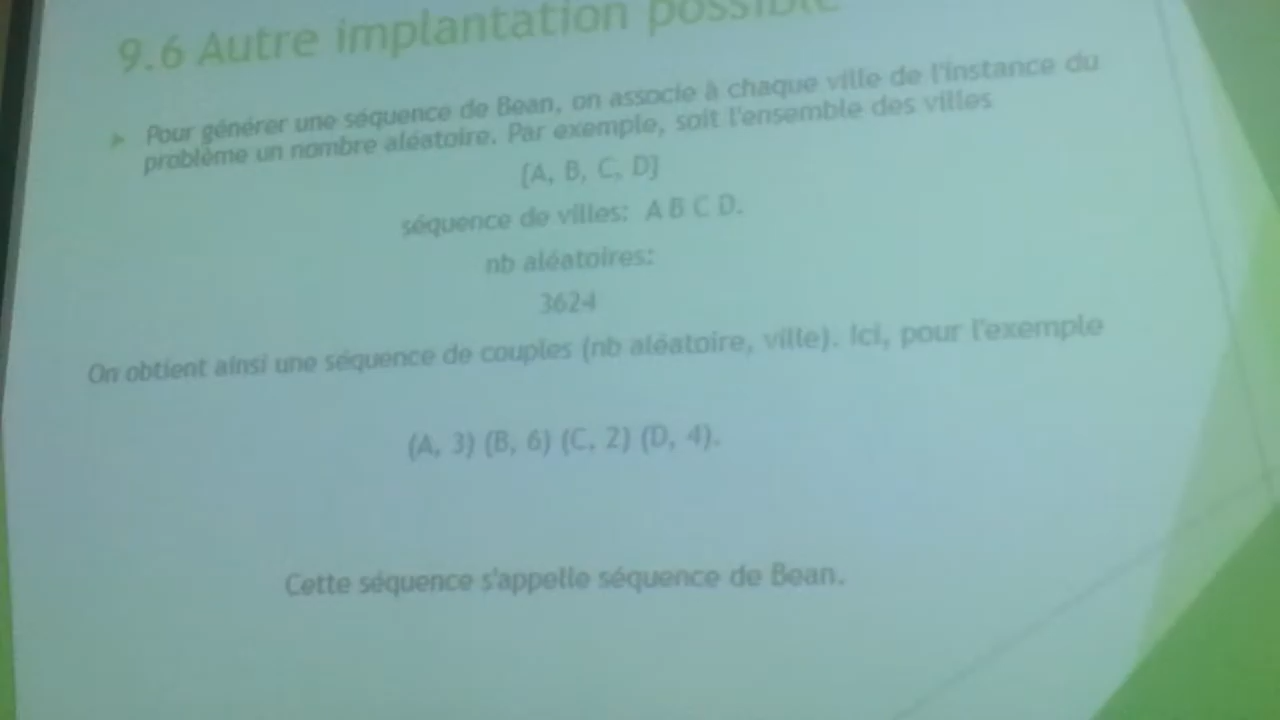 9.6 Autre implantation possible
Pour générer une séquence de Bean, on associe à chaque ville de l'instance du
problème un nombre aléatoire. Par exemple, soit l'ensemble des villes
[A, B, C, D]
séquence de villes: A B C D.
nb aléatoires:
3624
On obtient ainsi une séquence de couples (nb aléatoire, ville). Ici, pour l'exemple
(A, 3) (B, 6) (C, 2) (D, 4).
Cette séquence s'appelle séquence de Bean.